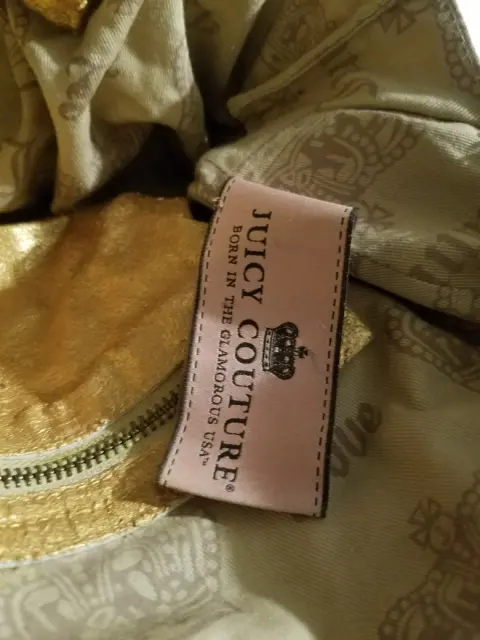 JUICY COUTURE®
BORN IN THE GLAMOROUS USA™